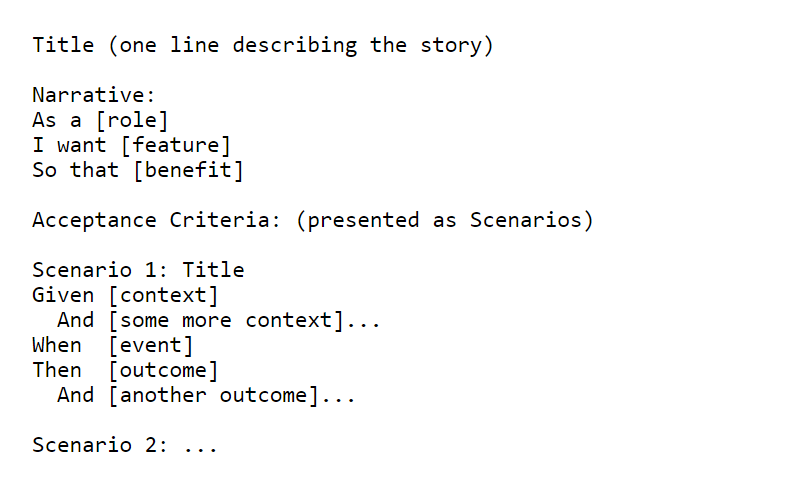 Title (one line describing the story)
Narrative:
As a [role]
I want [feature]
So that [benefit]
Acceptance Criteria: (presented as Scenarios)
Scenario 1: Title
Given [context]
  And [some more context]...
When  [event]
Then  [outcome]
  And [another outcome]...
Scenario 2: ...